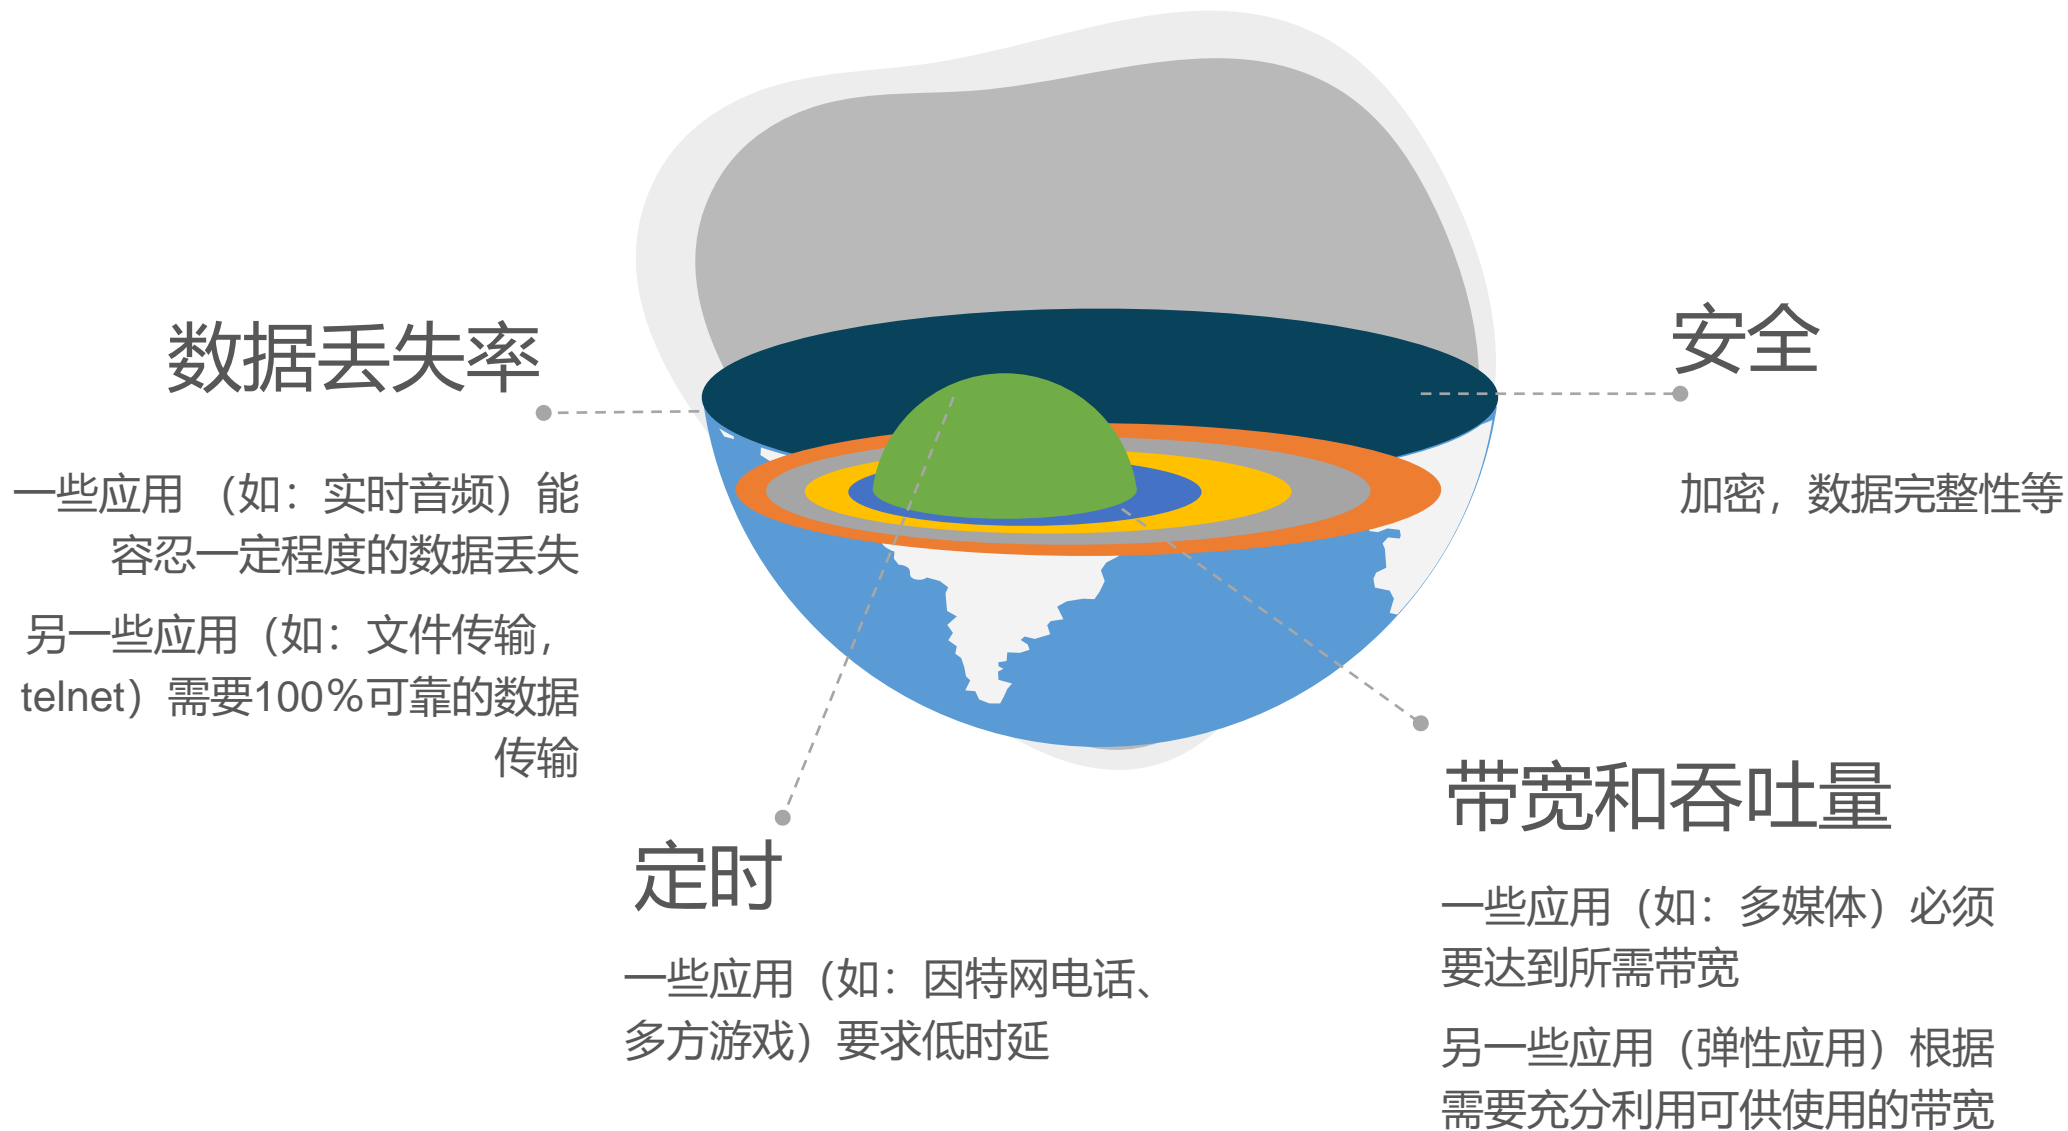 数据丢失率
一些应用 （如：实时音频）能
容忍一定程度的数据丢失
另一些应用（如：文件传输，
telnet）需要100%可靠的数据
传输
定时
一些应用（如：因特网电话、
多方游戏）要求低时延
安全
加密，数据完整性等
带宽和吞吐量
一些应用（如：多媒体）必须
要达到所需带宽
另一些应用（弹性应用）根据
需要充分利用可供使用的带宽